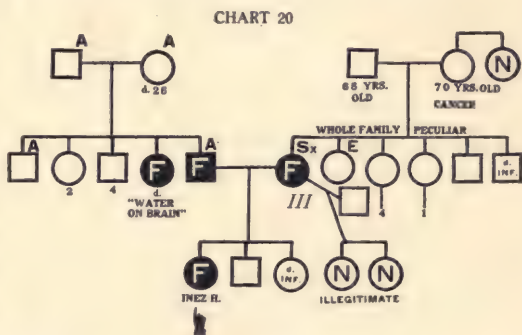 CHART 20
A A
d. 26
65 YRS. OLD
70 YRS. OLD
CANCER
N
WHOLE FAMILY PECULIAR
A
2
4
F
d.
"WATER
ON BRAIN"
A
F
Sx
F
III
E
4
1
d.
INF.
F
INEZ H.
d.
INF.
N N
ILLEGITIMATE